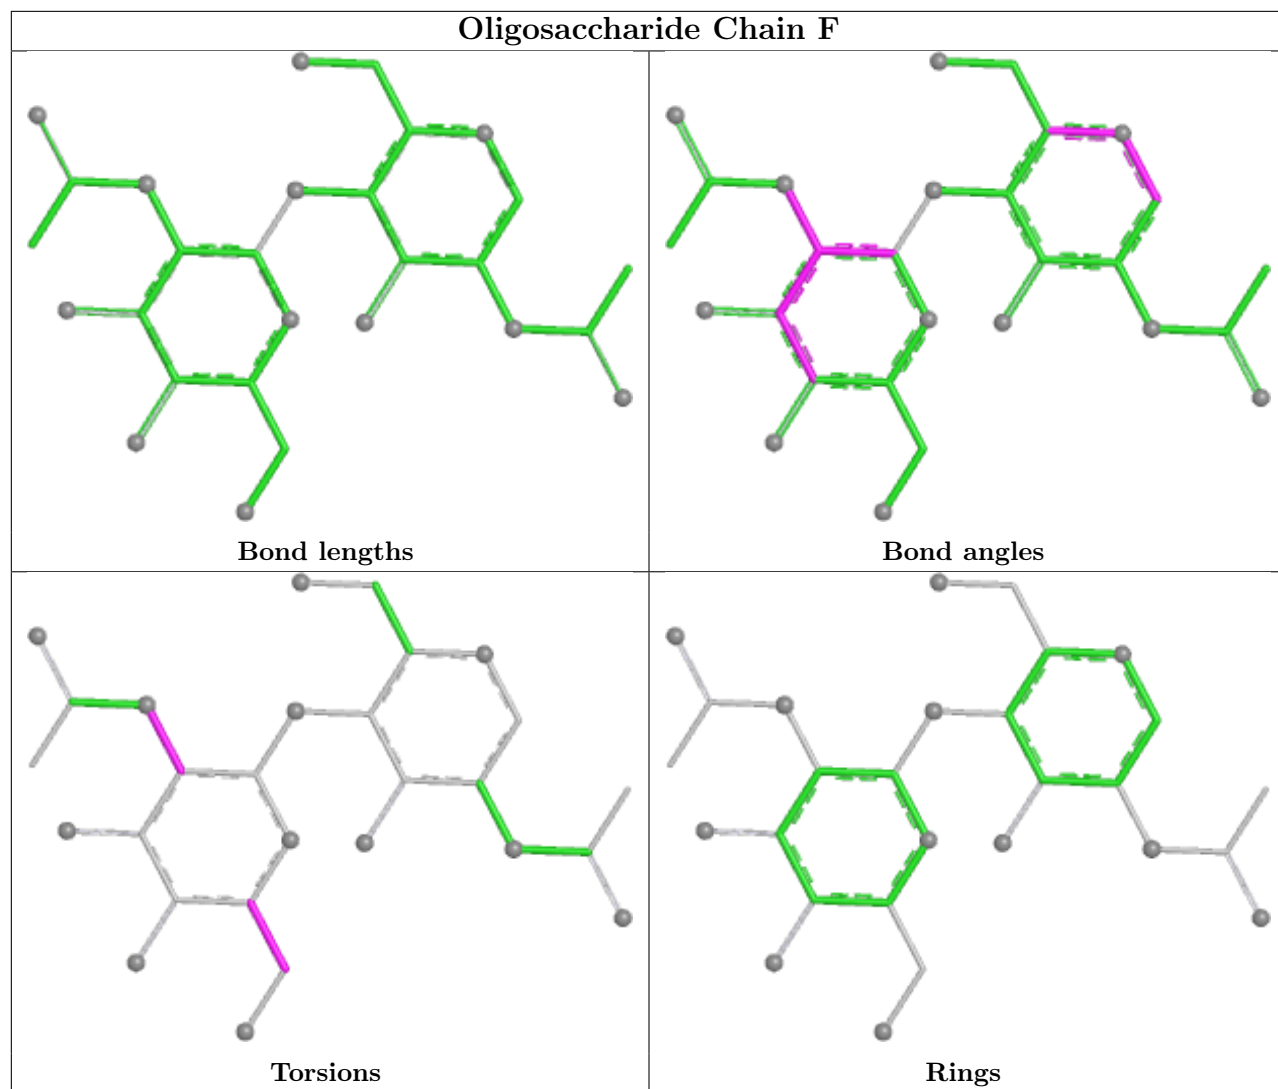 Oligosaccharide Chain F
Bond lengths
Bond angles
Torsions
Rings